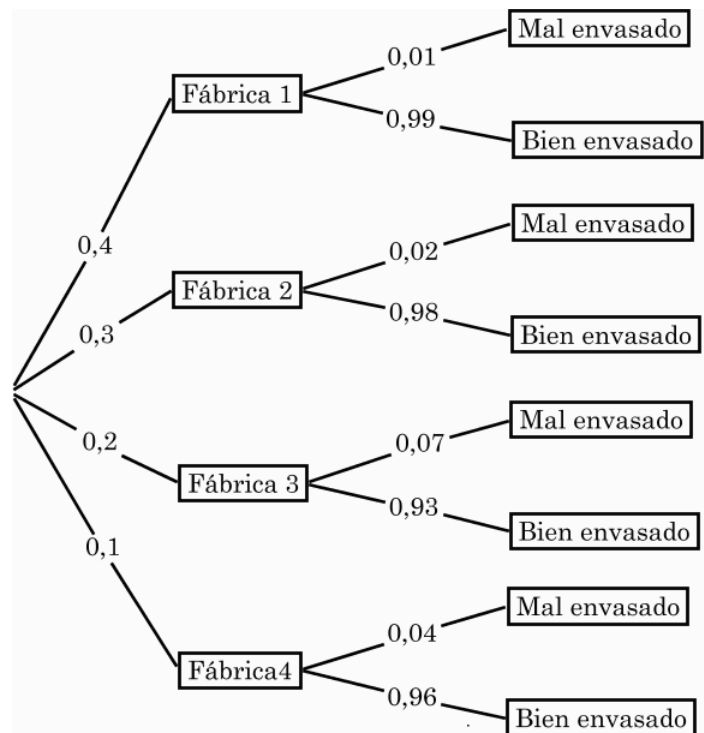 Mal envasado
0,01
Fábrica 1
0,99
Bien envasado
0,4
Mal envasado
0,02
Fábrica 2
0,98
Bien envasado
0,3
Mal envasado
0,07
0,2
Fábrica 3
0,93
Bien envasado
0,1
Mal envasado
0,04
Fábrica4
0,96
Bien envasado